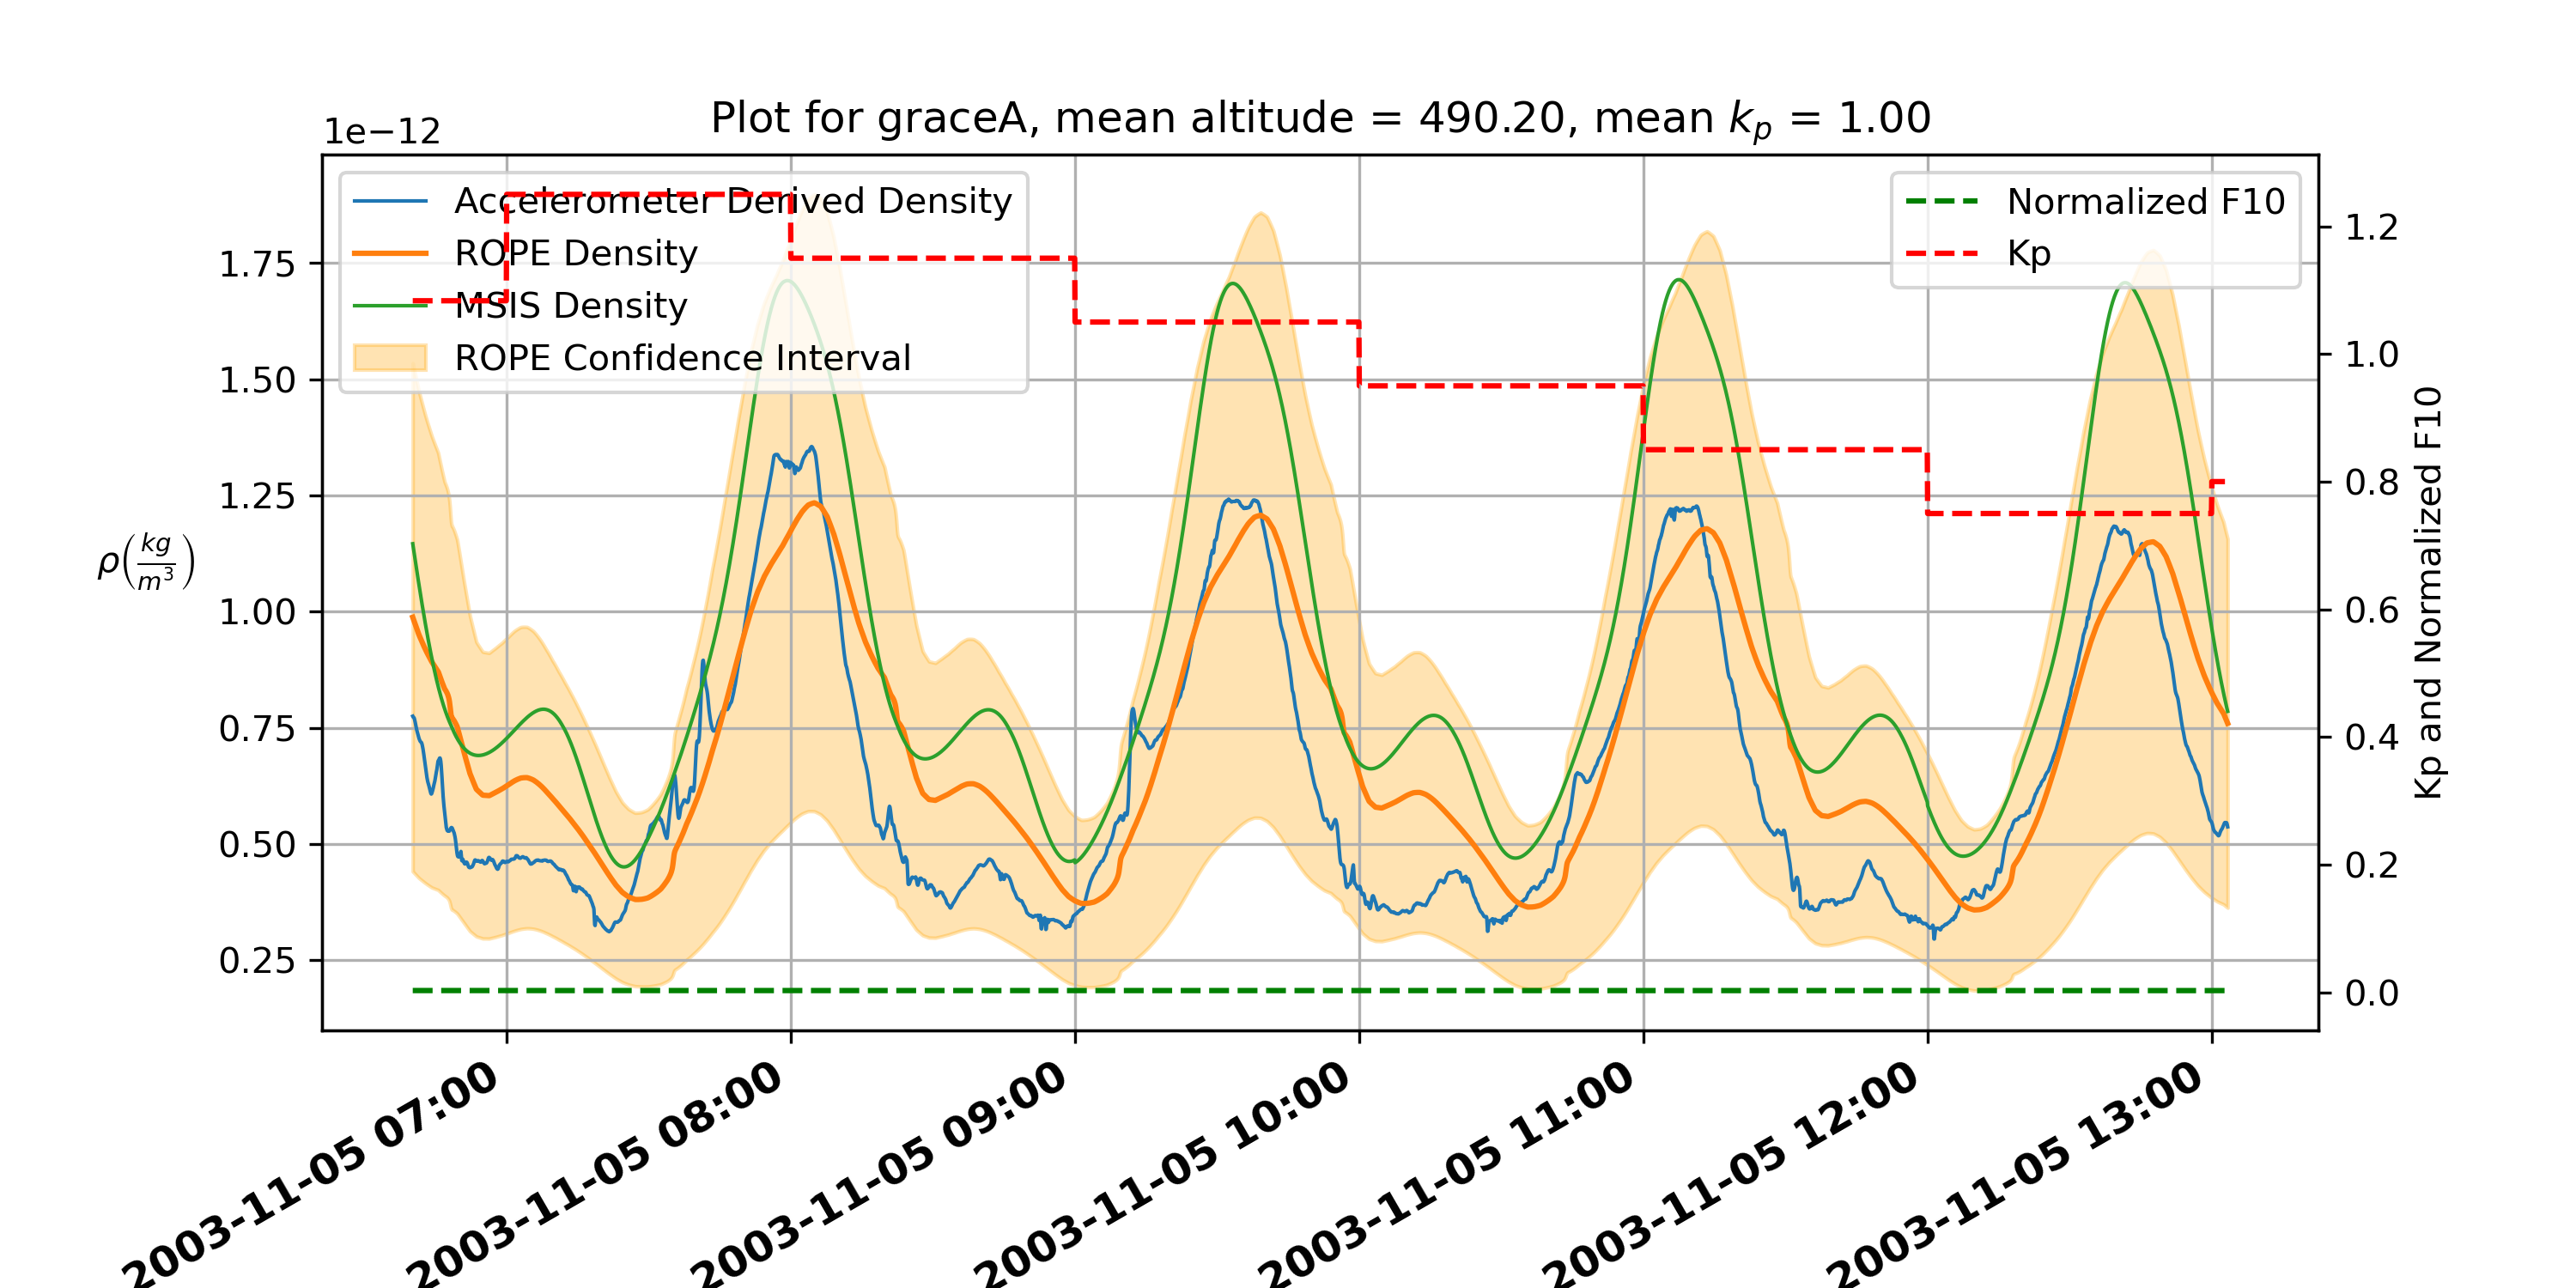 Plot for graceA, mean altitude = 490.20, mean kp = 1.00
1e−12
Accelerometer Derived Density
ROPE Density
MSIS Density
ROPE Confidence Interval
Normalized F10
Kp
1.75
1.50
1.25
1.00
0.75
0.50
0.25
ρ(kg/m³)
1.2
1.0
0.8
0.6
0.4
0.2
0.0
Kp and Normalized F10
2003-11-05 07:00
2003-11-05 08:00
2003-11-05 09:00
2003-11-05 10:00
2003-11-05 11:00
2003-11-05 12:00
2003-11-05 13:00